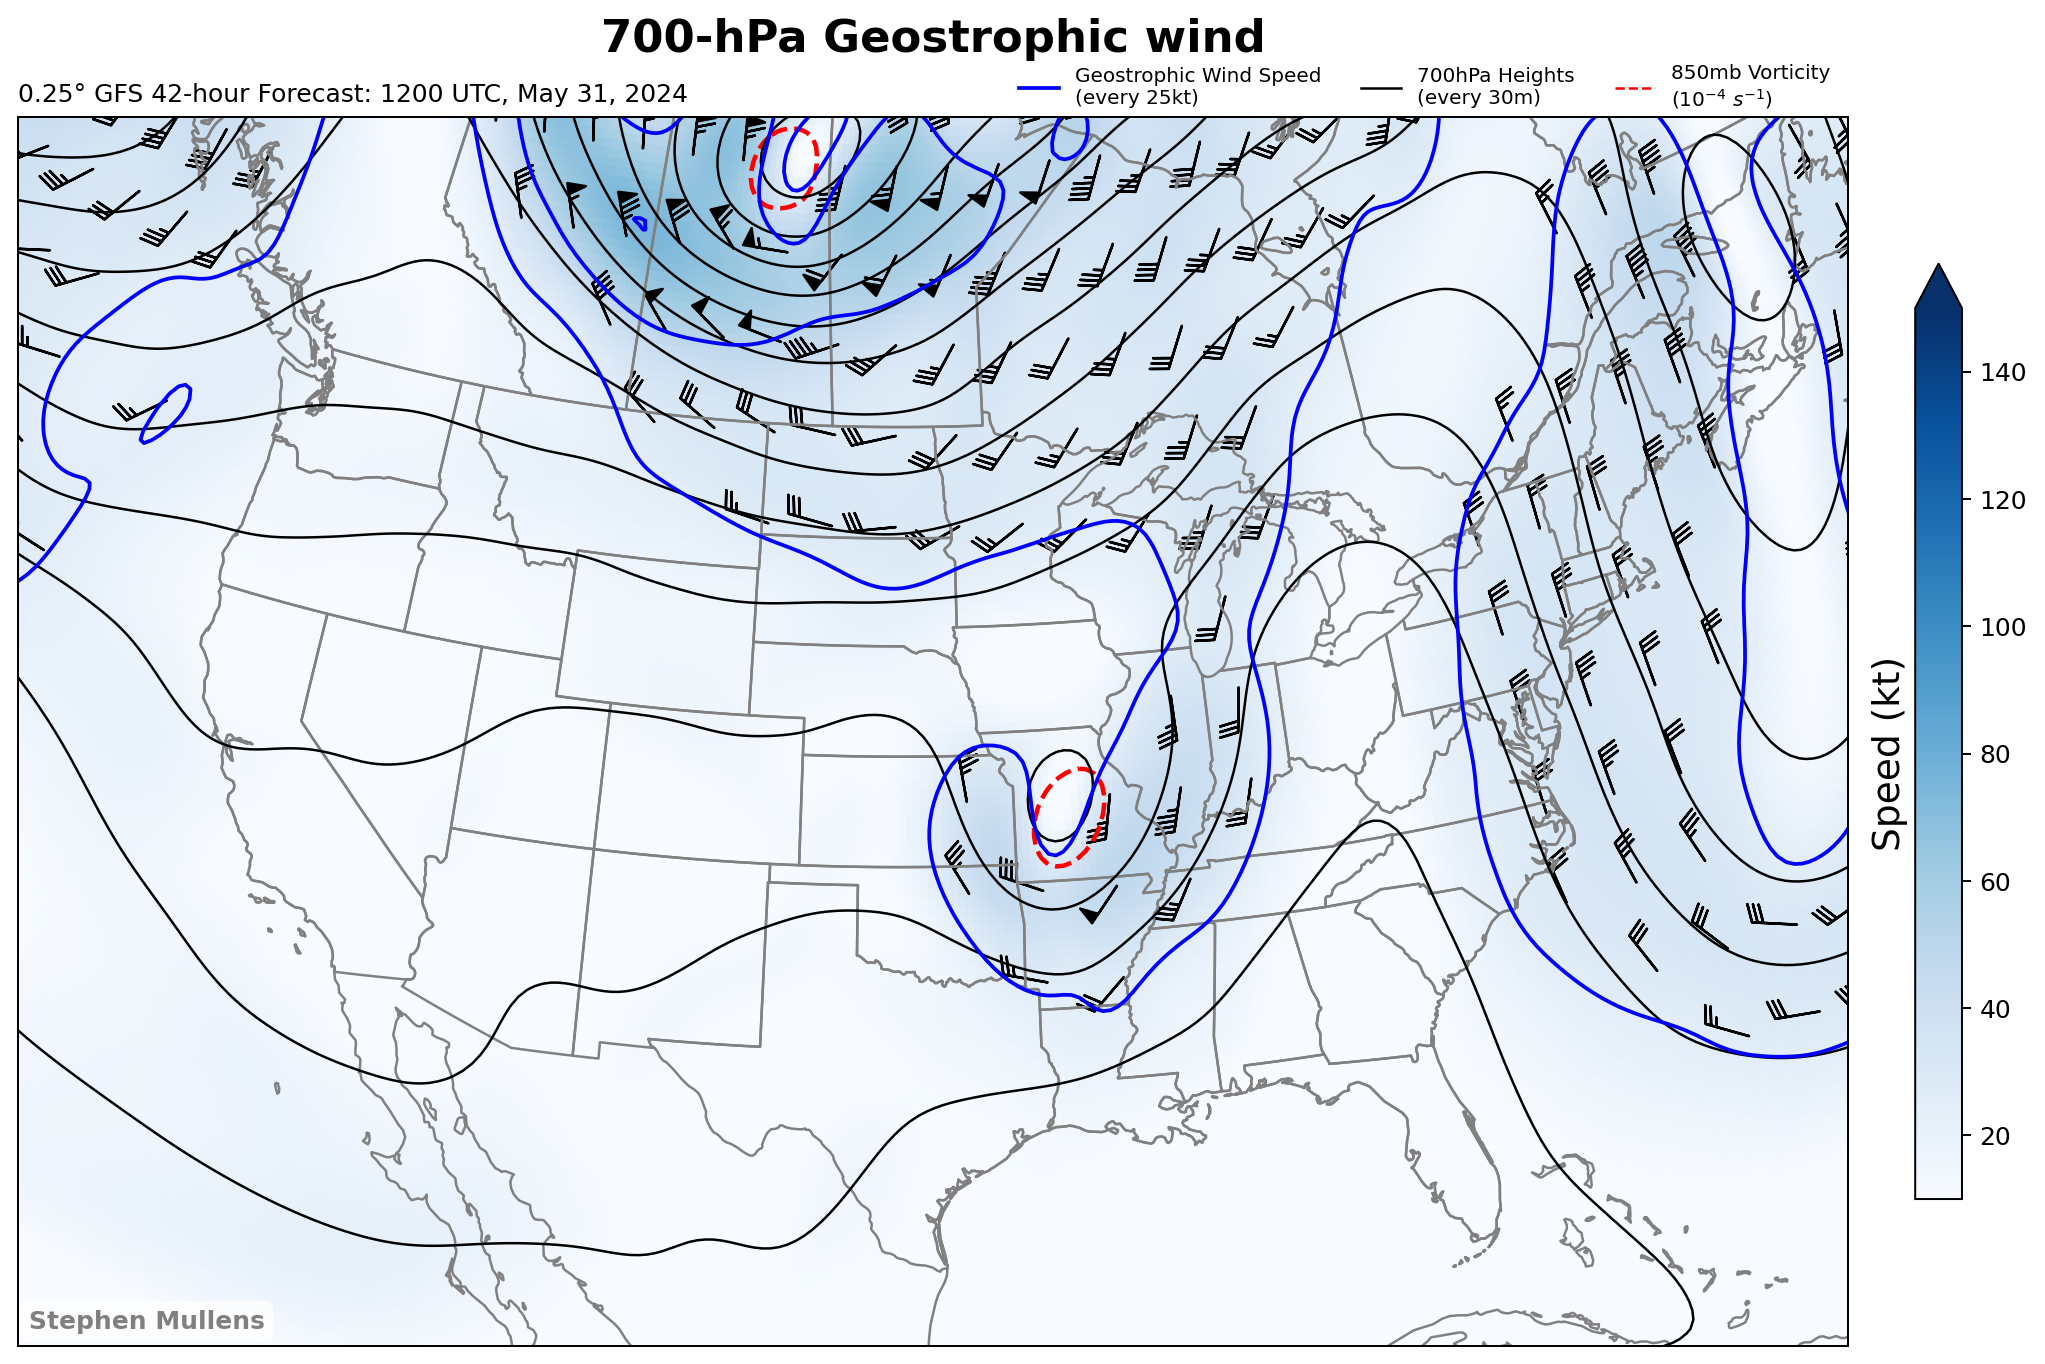 700-hPa Geostrophic wind
0.25° GFS 42-hour Forecast: 1200 UTC, May 31, 2024
Geostrophic Wind Speed
(every 25kt)
700hPa Heights
(every 30m)
850mb Vorticity
(10⁻⁴ s⁻¹)
140
120
100
80
60
40
20
Speed (kt)
Stephen Mullens